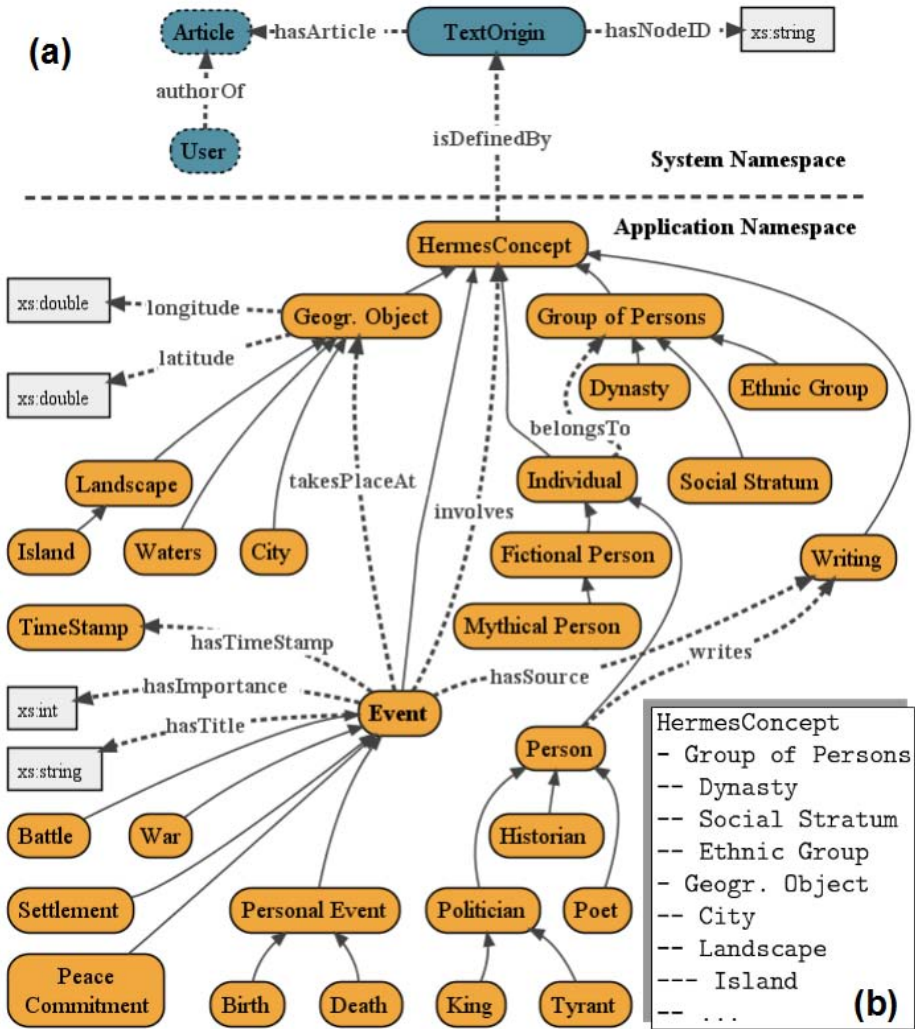 (a)
Article
hasArticle
TextOrigin
hasNodeID
xs:string
authorOf
User
isDefinedBy
System Namespace
Application Namespace
HermesConcept
xs:double
longitude
Geogr. Object
Group of Persons
latitude
xs:double
Dynasty
Ethnic Group
belongsTo
Landscape
takesPlaceAt
Individual
Social Stratum
involves
Island
Waters
City
Fictional Person
Writing
TimeStamp
hasTimeStamp
Mythical Person
writes
hasSource
xs:int
hasImportance
Event
hasTitle
xs:string
Person
Battle
War
Historian
Settlement
Personal Event
Politician
Poet
Peace
Commitment
Birth
Death
King
Tyrant
HermesConcept
- Group of Persons
-- Dynasty
-- Social Stratum
-- Ethnic Group
- Geogr. Object
-- City
-- Landscape
--- Island
-- ...
(b)